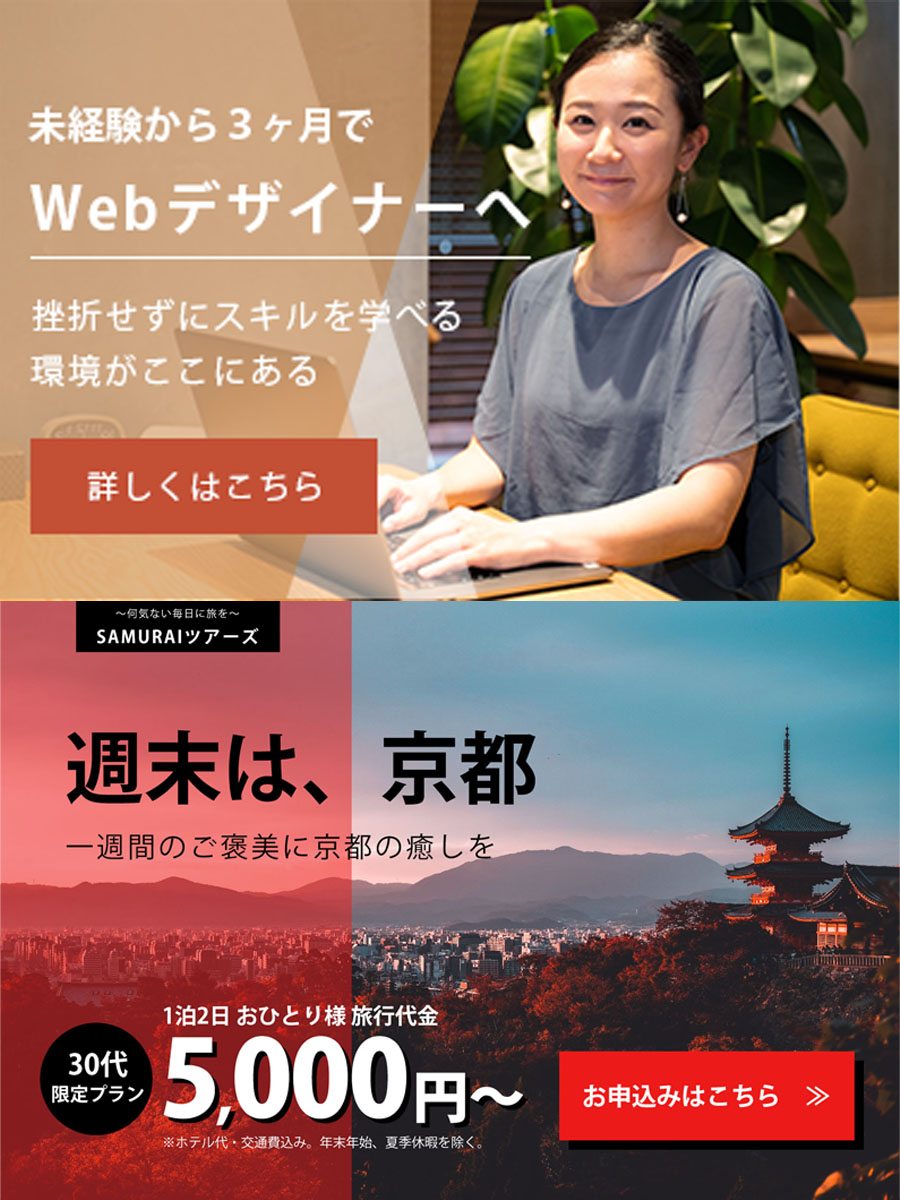 未経験から３ヶ月で
Webデザイナーへ
挫折せずにスキルを学べる
環境がここにある
詳しくはこちら
～何気ない毎日に旅を～
SAMURAIツアーズ
週末は、京都
一週間のご褒美に京都の癒しを
1泊2日 おひとり様 旅行代金
30代
限定プラン
5,000円～
※ホテル代・交通費込み。年末年始、夏季休暇を除く。
お申込みはこちら ≫